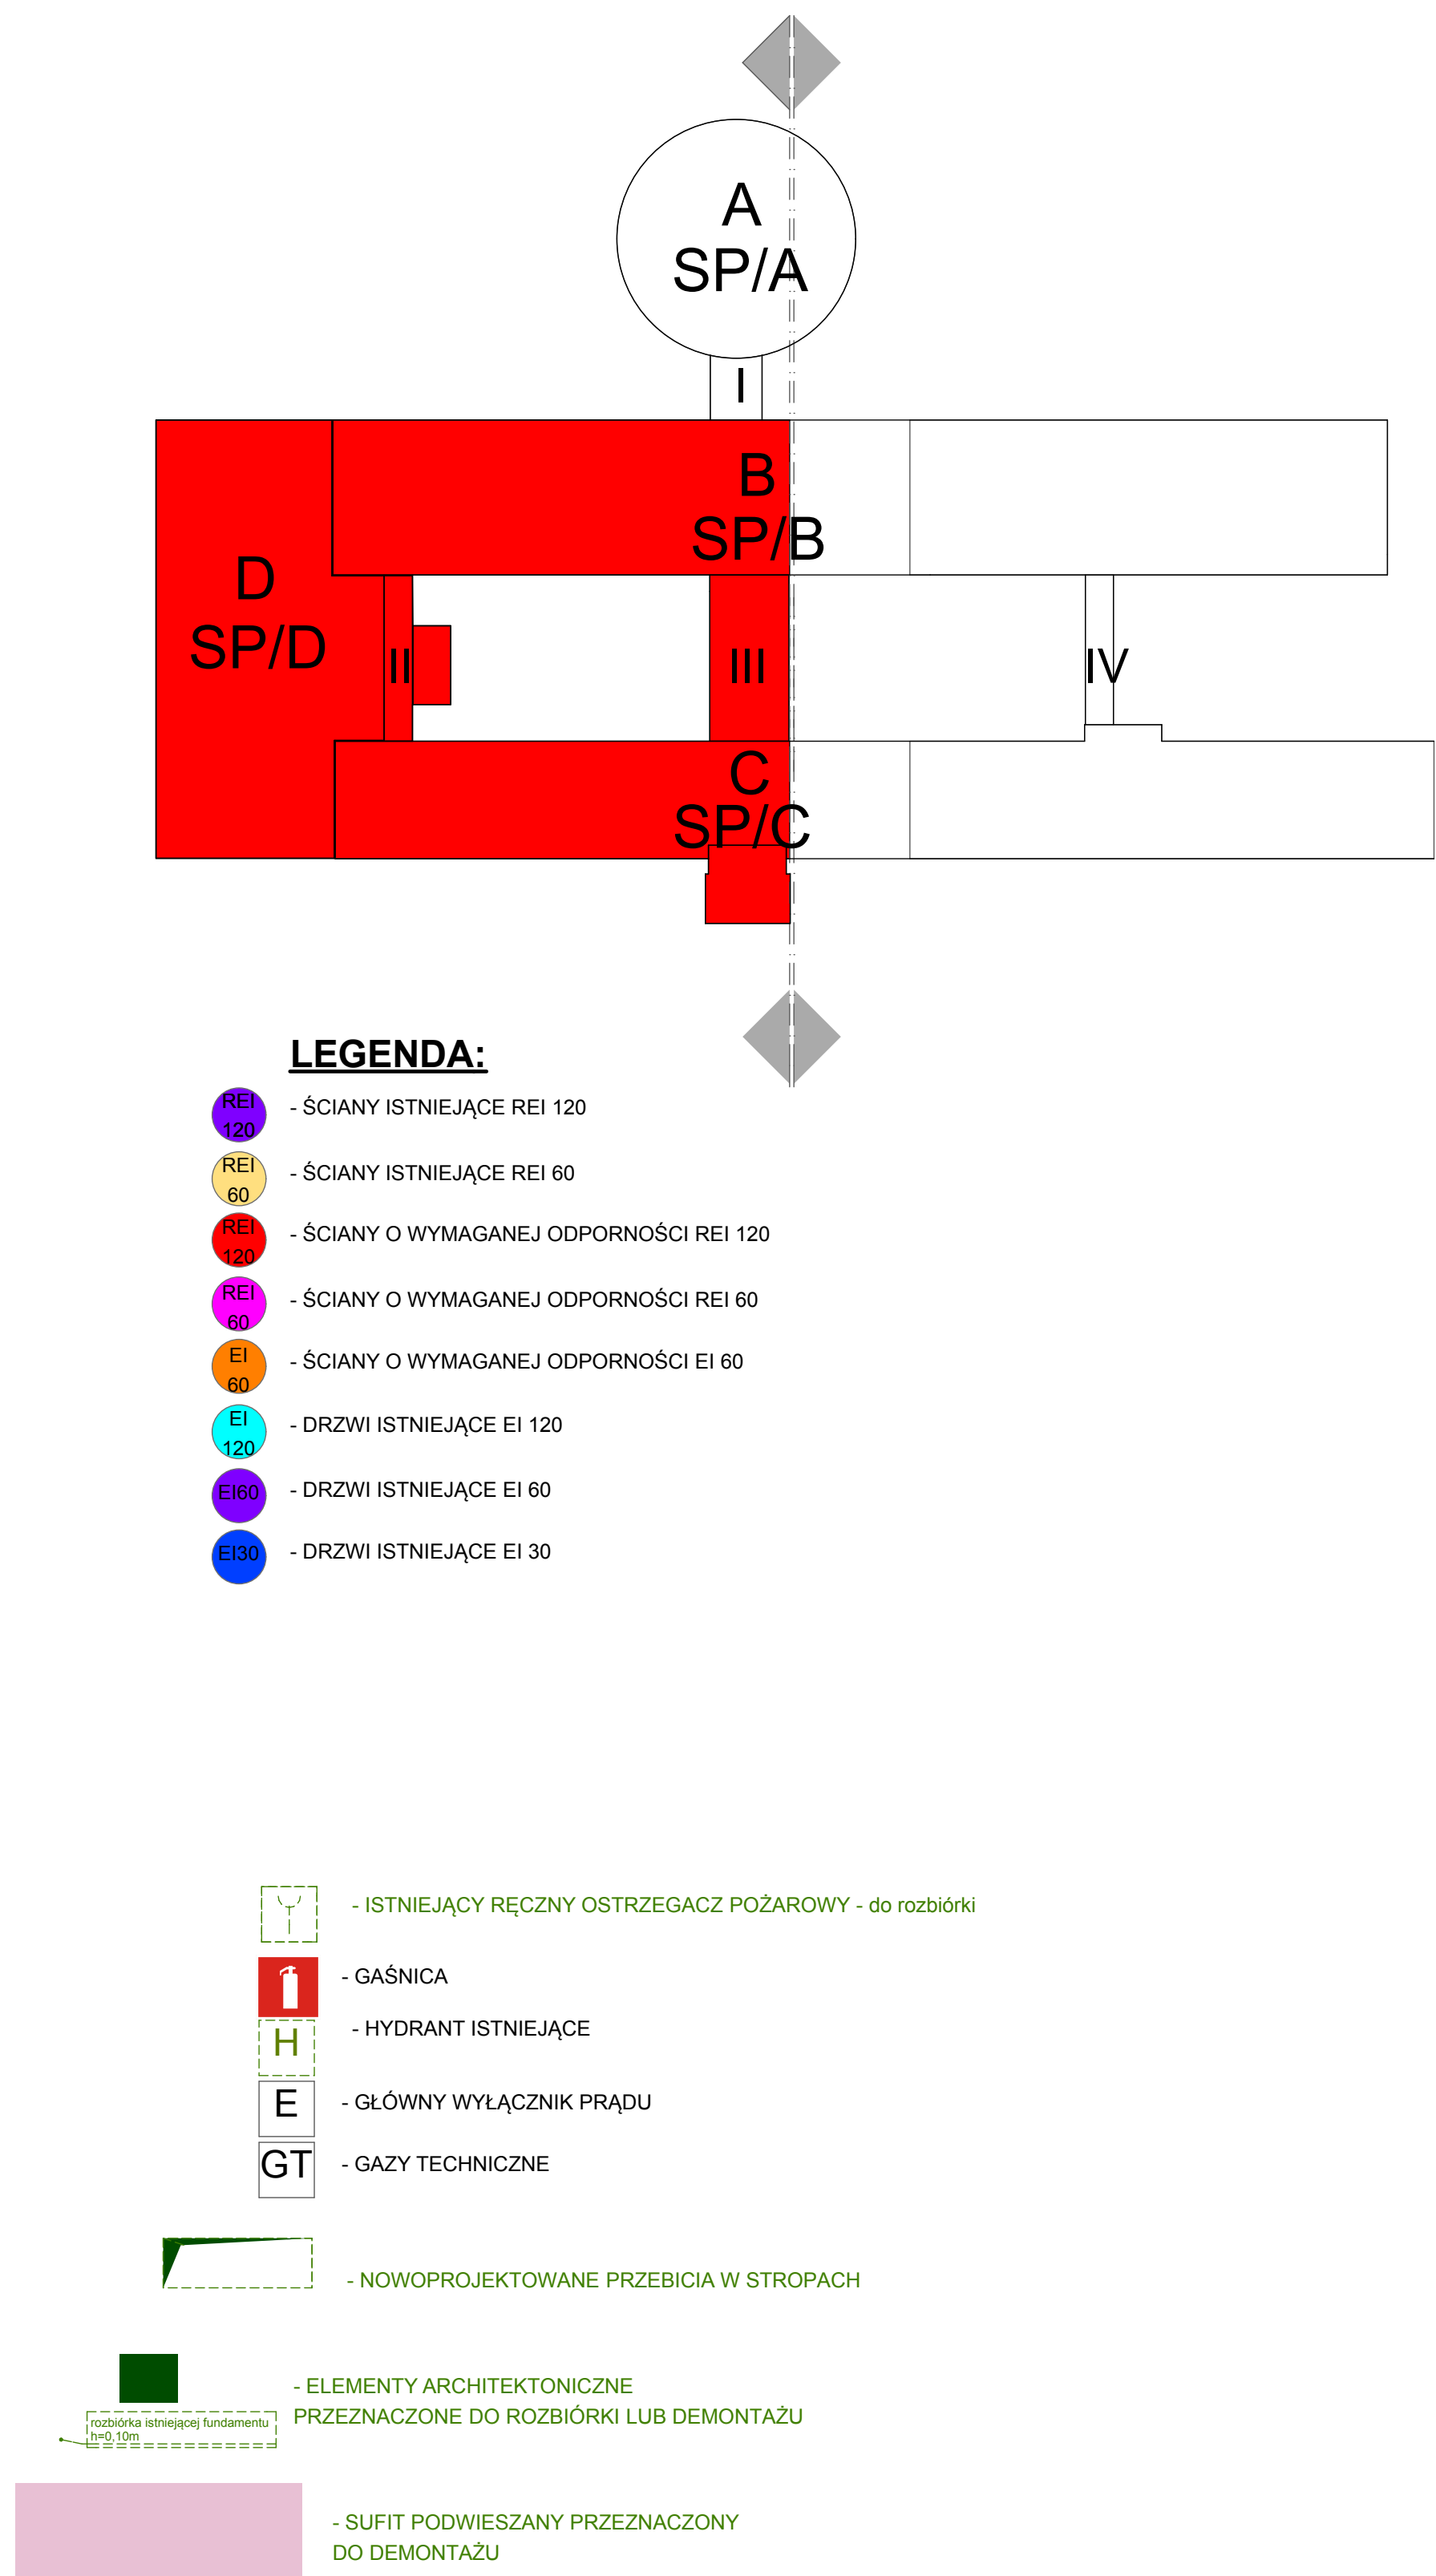 A
SP/A
I
B
SP/B
D
SP/D
II
III
IV
C
SP/C
LEGENDA:
REI
120
- ŚCIANY ISTNIEJĄCE REI 120
REI
60
- ŚCIANY ISTNIEJĄCE REI 60
REI
120
- ŚCIANY O WYMAGANEJ ODPORNOŚCI REI 120
REI
60
- ŚCIANY O WYMAGANEJ ODPORNOŚCI REI 60
EI
60
- ŚCIANY O WYMAGANEJ ODPORNOŚCI EI 60
EI
120
- DRZWI ISTNIEJĄCE EI 120
EI60
- DRZWI ISTNIEJĄCE EI 60
EI30
- DRZWI ISTNIEJĄCE EI 30
- ISTNIEJĄCY RĘCZNY OSTRZEGACZ POŻAROWY - do rozbiórki
- GAŚNICA
H
- HYDRANT ISTNIEJĄCE
E
- GŁÓWNY WYŁĄCZNIK PRĄDU
GT
- GAZY TECHNICZNE
- NOWOPROJEKTOWANE PRZEBICIA W STROPACH
- ELEMENTY ARCHITEKTONICZNE
PRZEZNACZONE DO ROZBIÓRKI LUB DEMONTAŻU
rozbiórka istniejącej fundamentu
h=0,10m
- SUFIT PODWIESZANY PRZEZNACZONY
DO DEMONTAŻU